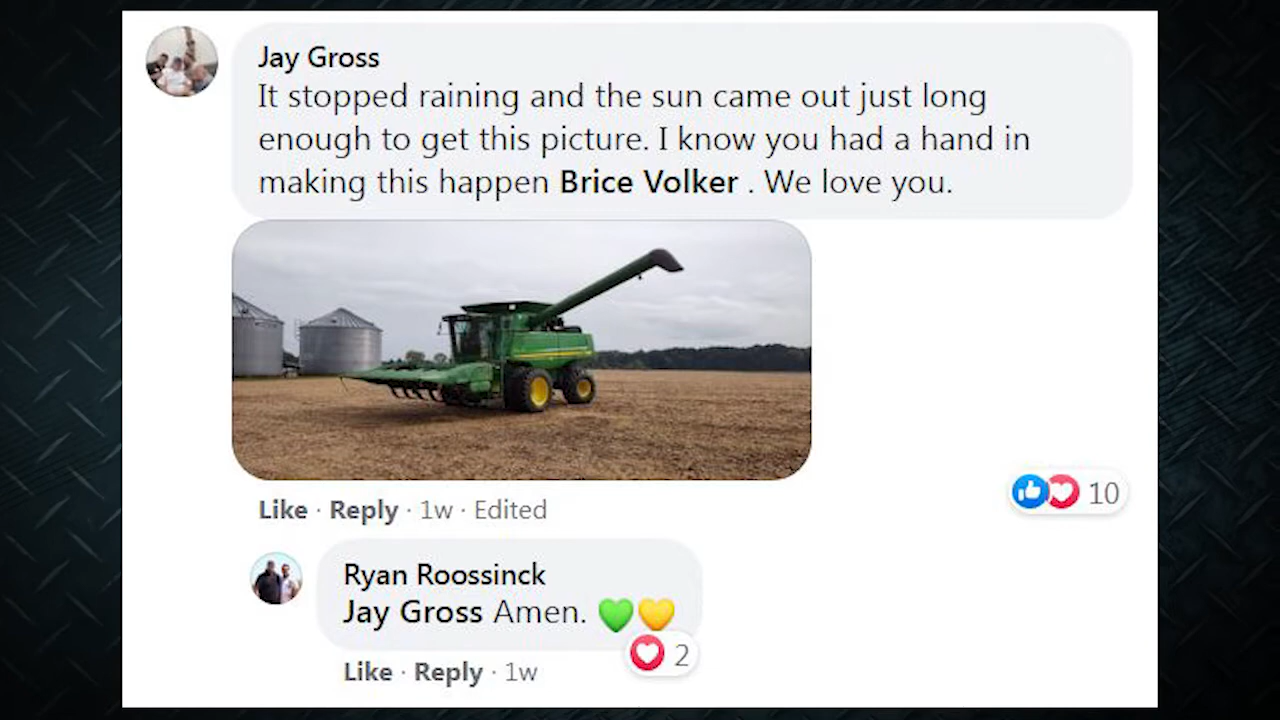 Jay Gross
It stopped raining and the sun came out just long
enough to get this picture. I know you had a hand in
making this happen Brice Volker . We love you.
Like · Reply · 1w · Edited
10
Ryan Roossinck
Jay Gross Amen. 💚💛
2
Like · Reply · 1w